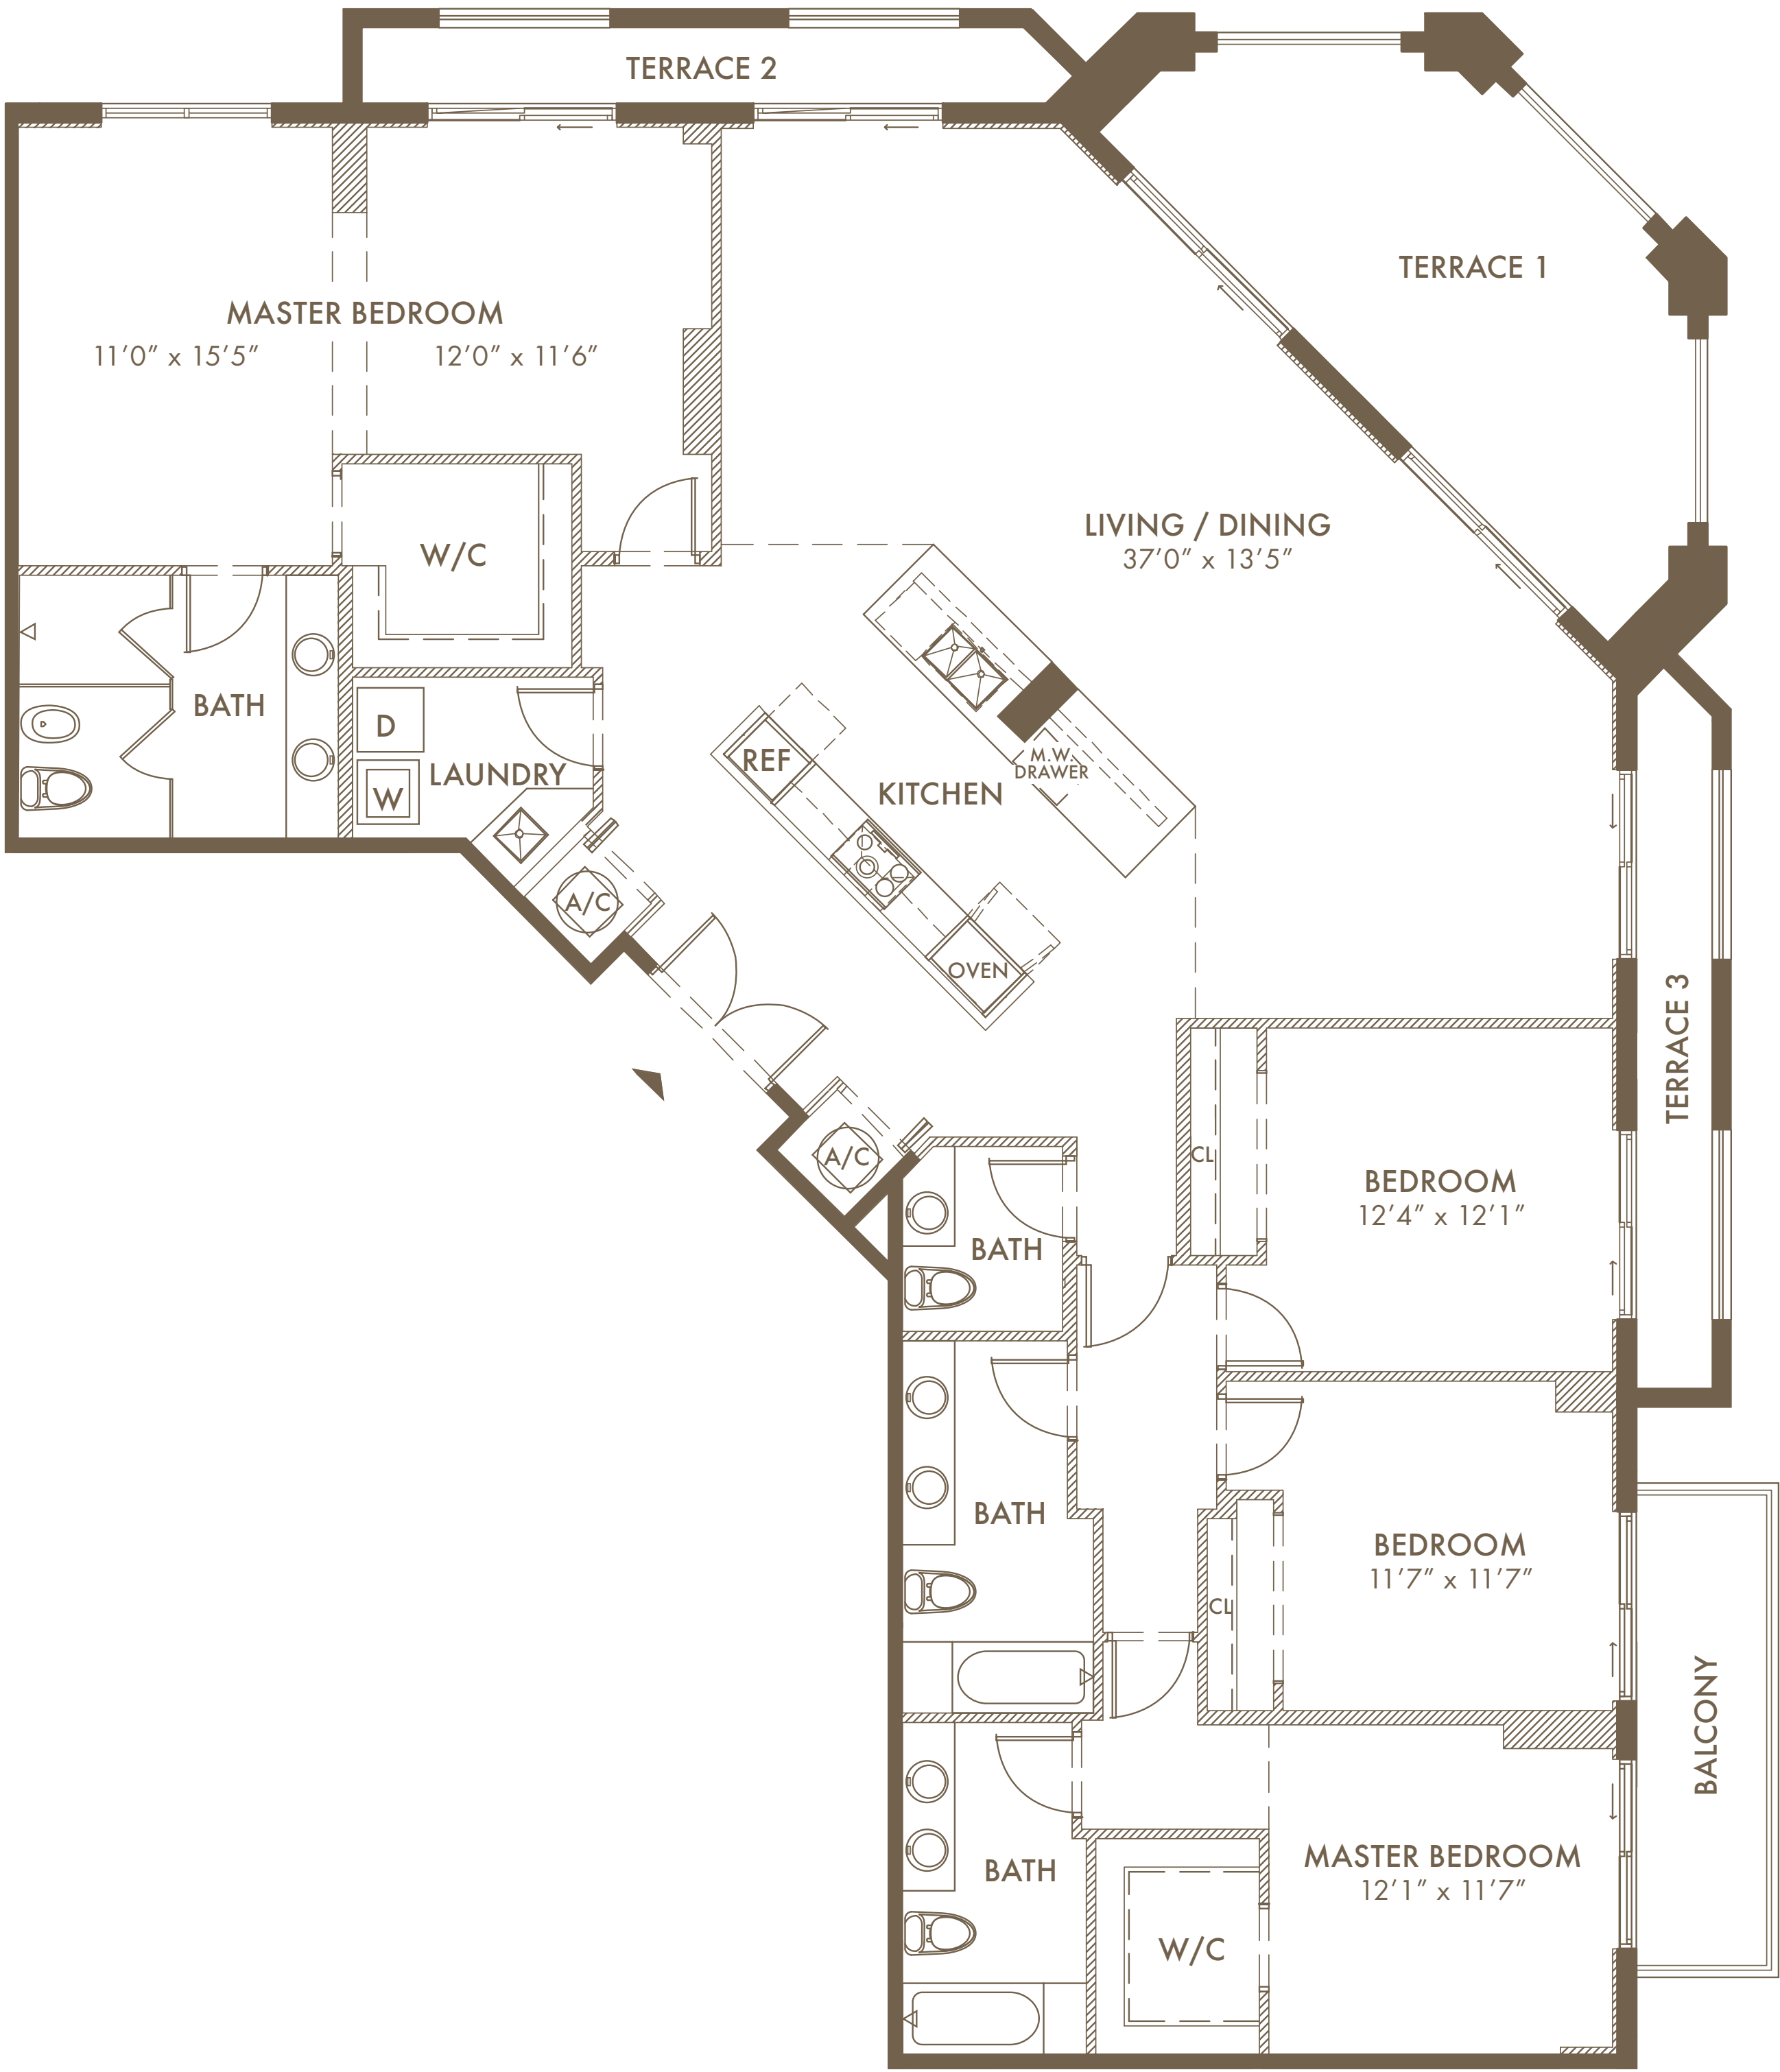 TERRACE 2
TERRACE 1
MASTER BEDROOM
11'0" x 15'5"
12'0" x 11'6"
LIVING / DINING
37'0" x 13'5"
W/C
BATH
D
W
LAUNDRY
REF
M.W.
DRAWER
KITCHEN
A/C
OVEN
TERRACE 3
A/C
CL
BEDROOM
12'4" x 12'1"
BATH
BATH
BEDROOM
11'7" x 11'7"
CL
BALCONY
MASTER BEDROOM
12'1" x 11'7"
BATH
W/C